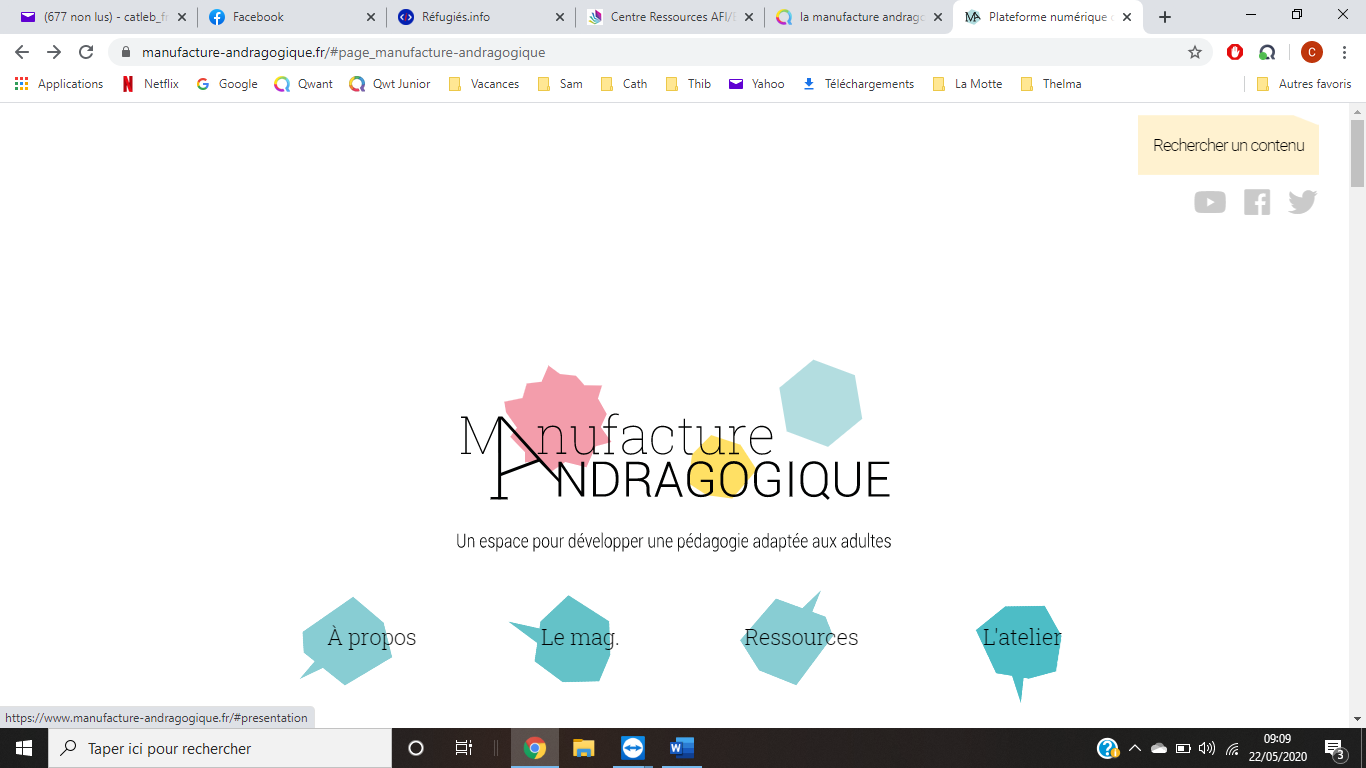 (677 non lus) - catleb_fr
Facebook
Réfugiés.info
Centre Ressources AFI/
la manufacture andrago
Plateforme numérique
manufacture-andragogique.fr/#page_manufacture-andragogique
C
Applications
Netflix
Google
Qwant
Qwt Junior
Vacances
Sam
Cath
Thib
Yahoo
Téléchargements
La Motte
Thelma
Autres favoris
Rechercher un contenu
Manufacture
ANDRAGOGIQUE
Un espace pour développer une pédagogie adaptée aux adultes
À propos
Le mag.
Ressources
L'atelier
https://www.manufacture-andragogique.fr/#presentation
Taper ici pour rechercher
09:09
22/05/2020
3